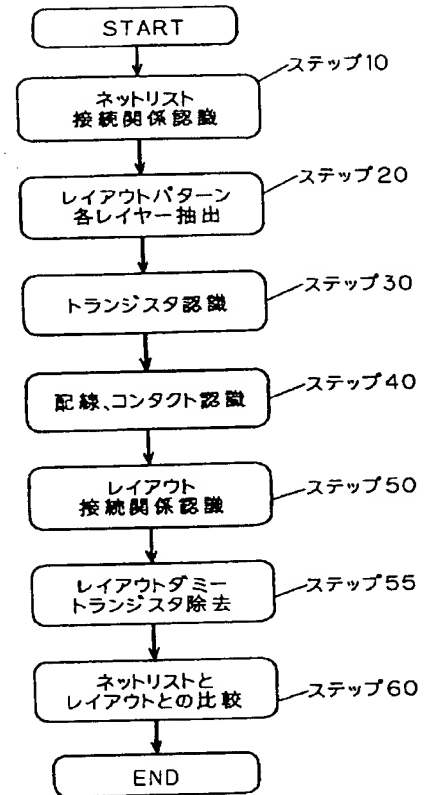 START
ステップ10
ネットリスト
接続関係認識
ステップ20
レイアウトパターン
各レイヤー抽出
ステップ30
トランジスタ認識
ステップ40
配線、コンタクト認識
ステップ50
レイアウト
接続関係認識
ステップ55
レイアウトダミー
トランジスタ除去
ステップ60
ネットリストと
レイアウトとの比較
END